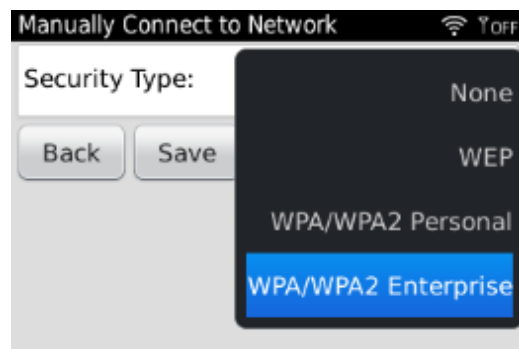 Manually Connect to Network OFF
Security Type:
None
Back Save
WEP
WPA/WPA2 Personal
WPA/WPA2 Enterprise